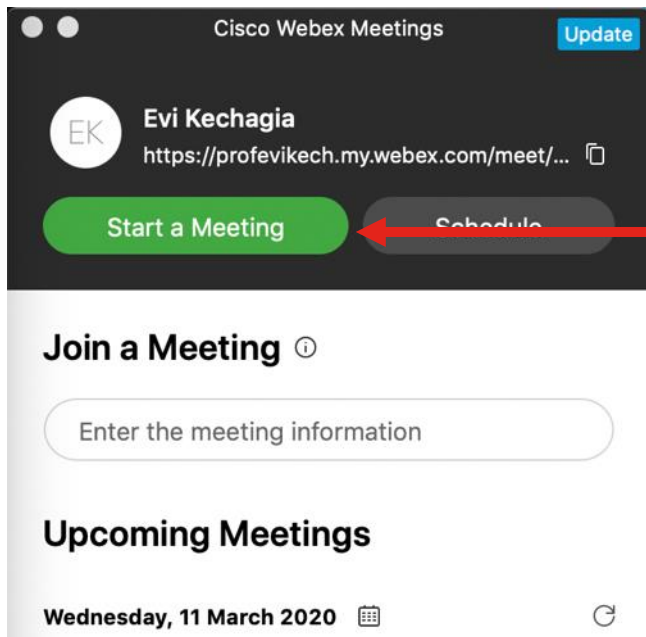 Cisco Webex Meetings
Update
EK
Evi Kechagia
https://profevikech.my.webex.com/meet/...
Start a Meeting
Schedule
Join a Meeting
Enter the meeting information
Upcoming Meetings
Wednesday, 11 March 2020